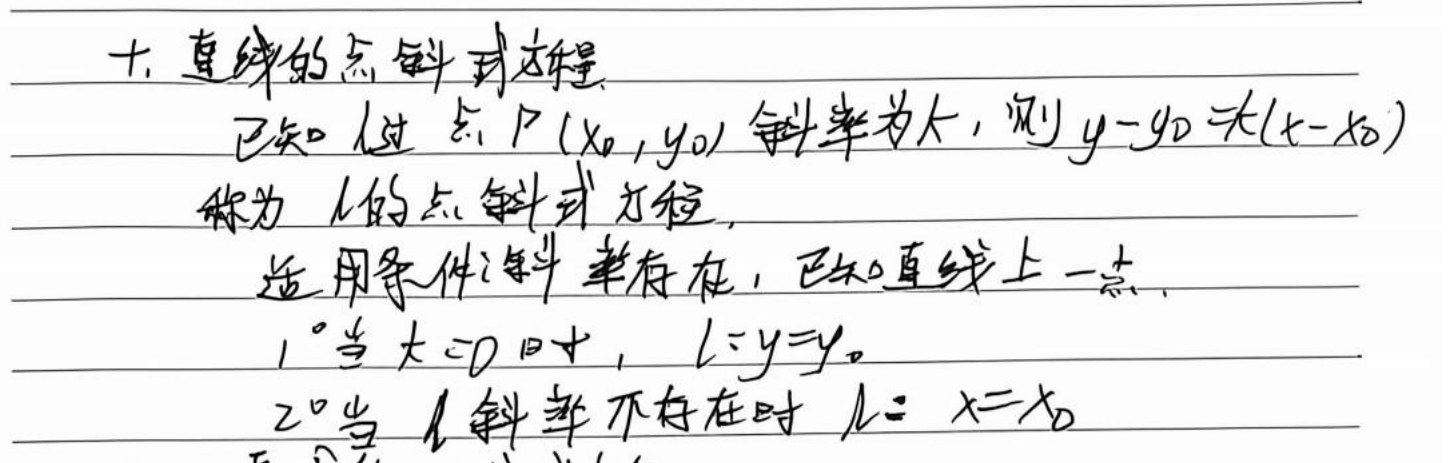 十、直线的点斜式方程
已知l过点P(x₀,y₀)斜率为k,则y-y₀=k(x-x₀)
称为l的点斜式方程.
适用条件:斜率存在,已知直线上一点.
1°当k=0时,l:y=y₀
2°当l斜率不存在时l:x=x₀